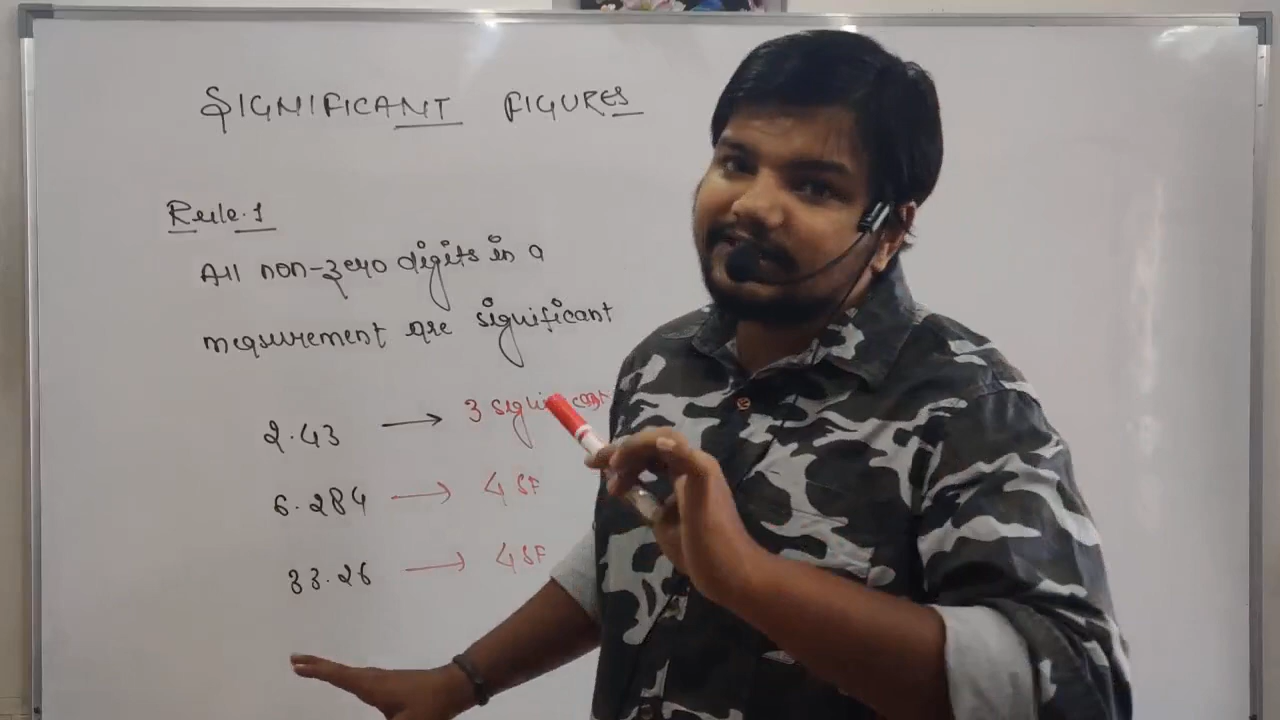 SIGNIFICANT FIGURES
Rule.1
All non-zero digits in a
measurement are significant
2.43 → 3
6.284 → 4 SF
33.26 → 4 SF